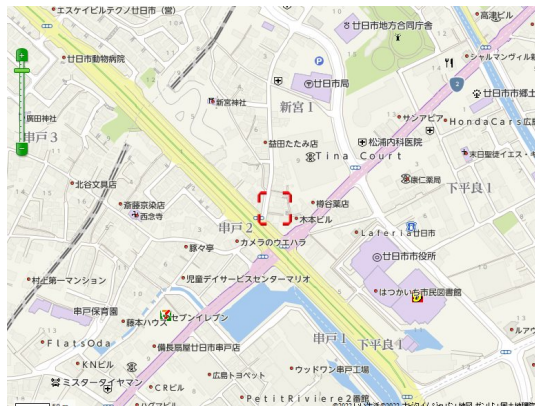 エスケイビルテクノ廿日市（営）
廿日市地方合同庁舎
高津ビル
廿日市動物病院
シャルマンヴィル新
廿日市局
2
廿日市市郷土
新宮神社
新宮1
廣田神社
サンアピア
HondaCars広島
串戸3
益田たたみ店
松浦内科医院
Tina Court
末日聖徒イエス・キ
北谷文具店
康仁薬局
下平良1
斎藤京染店
西念寺
樽谷薬店
木本ビル
串戸2
Laferia廿日市
カメラのウエハラ
豚々亭
廿日市市役所
村上第一マンション
児童デイサービスセンターマリオ
はつかいち市民図書館
串戸保育園
藤本ハウス
セブンイレブン
串戸1
下平良1
ルアウ
FlatsOda
備長扇屋廿日市串戸店
KNビル
広島トヨペット
ウッドワン串戸工場
ミスタータイヤマン
CRビル
PetitRiviere2番館